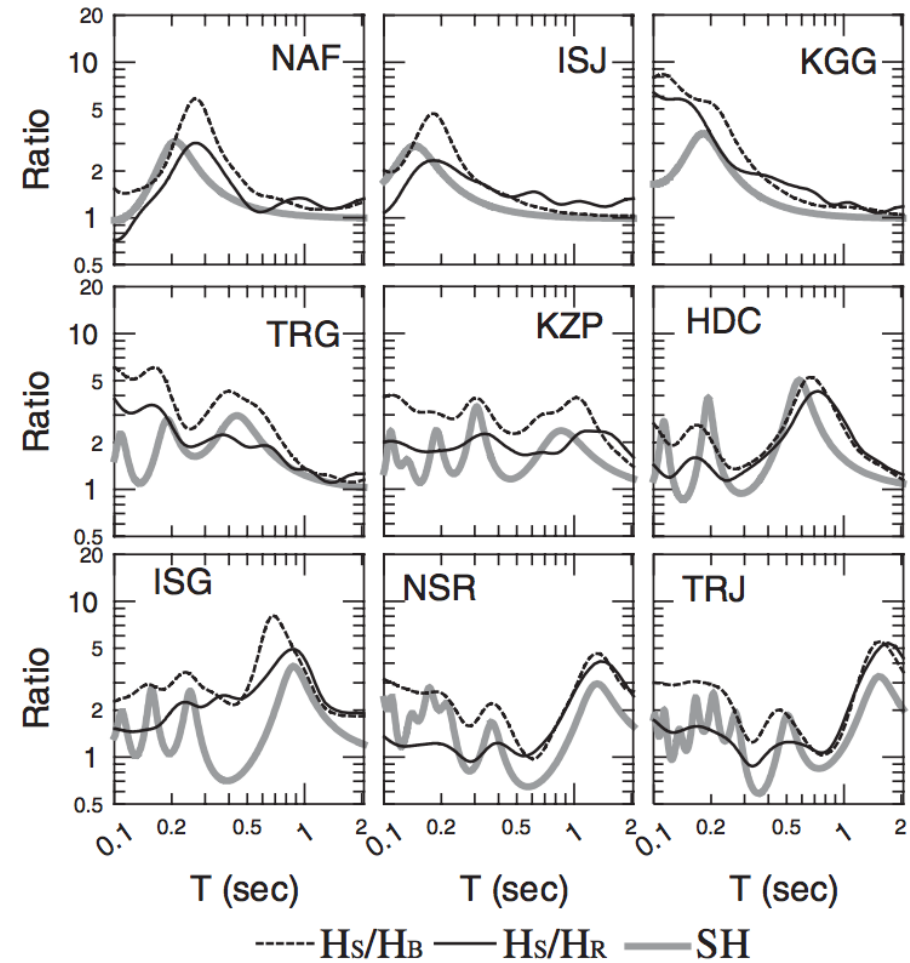 20
10
5
2
1
0.5
Ratio
NAF
ISJ
KGG
20
10
5
2
1
0.5
Ratio
TRG
KZP
HDC
20
10
5
2
1
0.5
Ratio
ISG
NSR
TRJ
0.1 0.2 0.5 1 2 0.1 0.2 0.5 1 2 0.1 0.2 0.5 1 2
T (sec) T (sec) T (sec)
HS/HB HS/HR SH